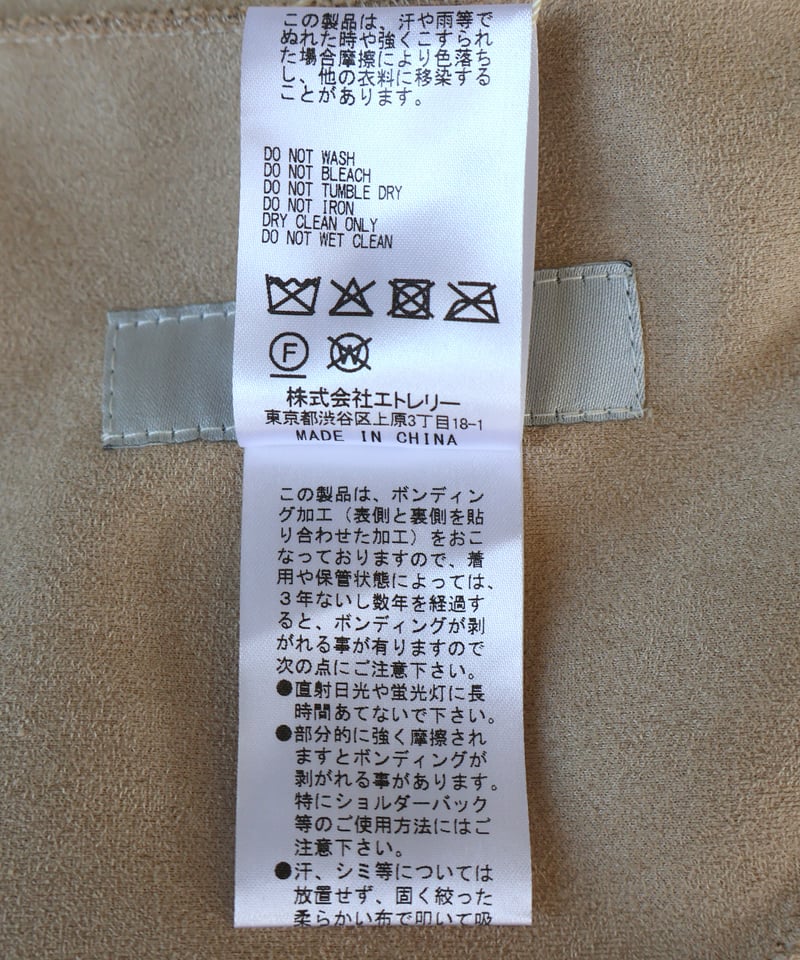 この製品は、汗や雨等で
ぬれた時や強くこすられ
た場合摩擦により色落ち
し、他の衣料に移染する
ことがあります。
DO NOT WASH
DO NOT BLEACH
DO NOT TUMBLE DRY
DO NOT IRON
DRY CLEAN ONLY
DO NOT WET CLEAN
F W
株式会社エトレリー
東京都渋谷区上原3丁目18-1
MADE IN CHINA
この製品は、ボンディン
グ加工（表側と裏側を貼
り合わせた加工）をおこ
なっておりますので、着
用や保管状態によっては、
３年ないし数年を経過す
ると、ボンディングが剥
がれる事が有りますので
次の点にご注意下さい。
●直射日光や蛍光灯に長
時間あてないで下さい。
●部分的に強く摩擦され
ますとボンディングが
剥がれる事があります。
特にショルダーバック
等のご使用方法にはご
注意下さい。
●汗、シミ等については
放置せず、固く絞った
柔らかい布で叩いて吸